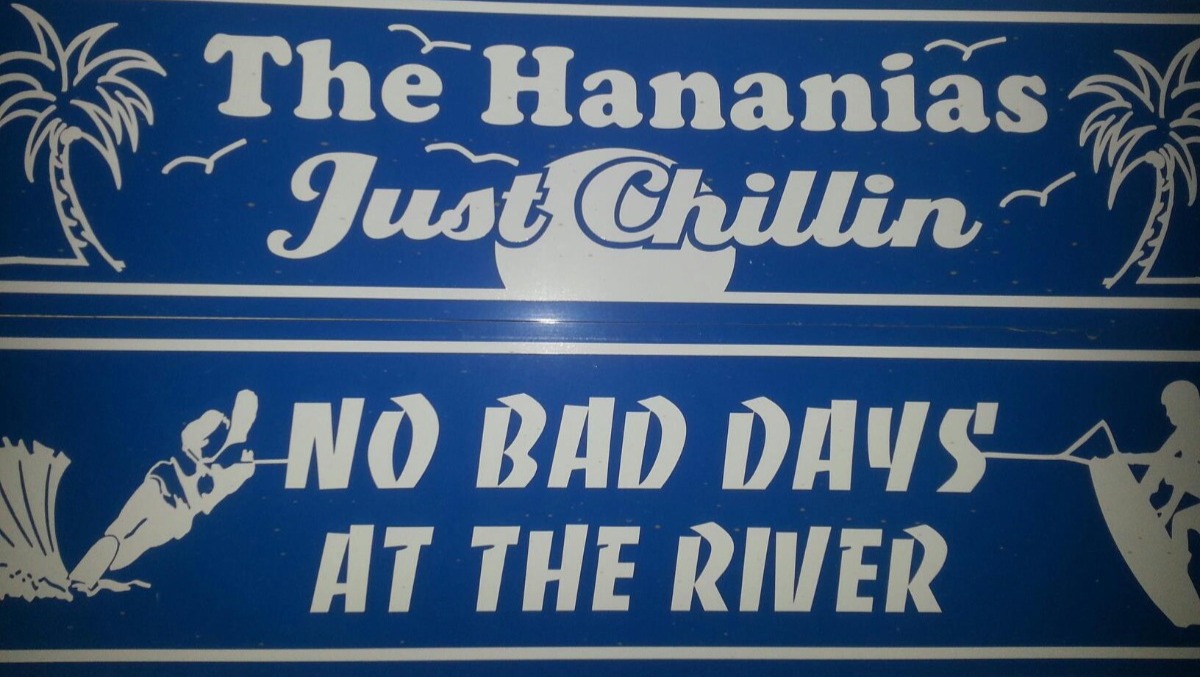 The Hananias
Just Chillin
NO BAD DAYS
AT THE RIVER